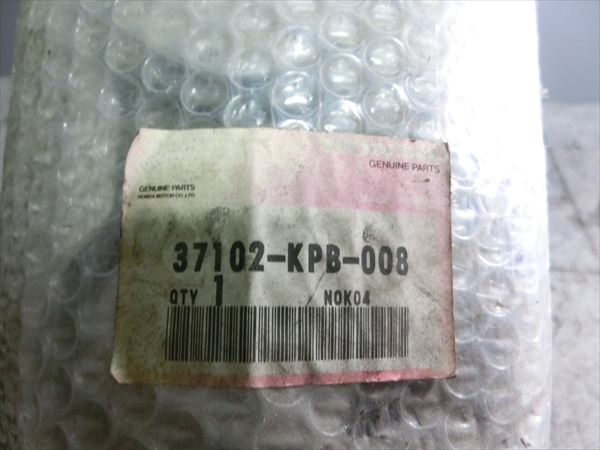 GENUINE PARTS
GENUINE PARTS
HONDA MOTOR CO.,LTD.
37102-KPB-008
QTY 1 NOK04